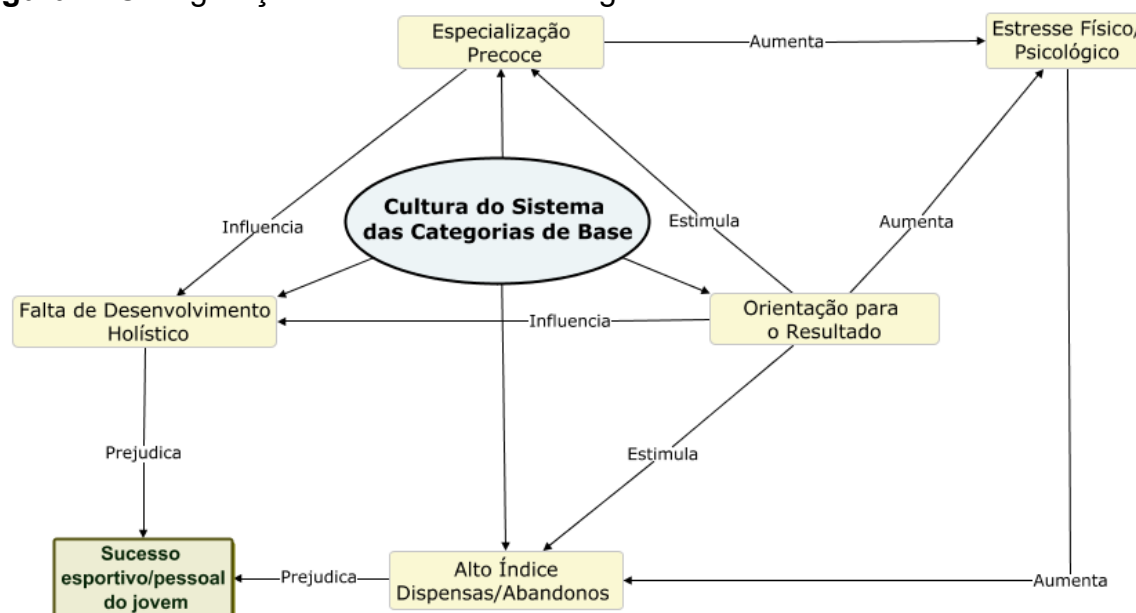 Especialização
Precoce
Aumenta
Estresse Físico/
Psicológico
Cultura do Sistema
das Categorias de Base
Influencia
Estimula
Aumenta
Falta de Desenvolvimento
Holístico
Influencia
Orientação para
o Resultado
Prejudica
Estimula
Sucesso
esportivo/pessoal
do jovem
Prejudica
Alto Índice
Dispensas/Abandonos
Aumenta